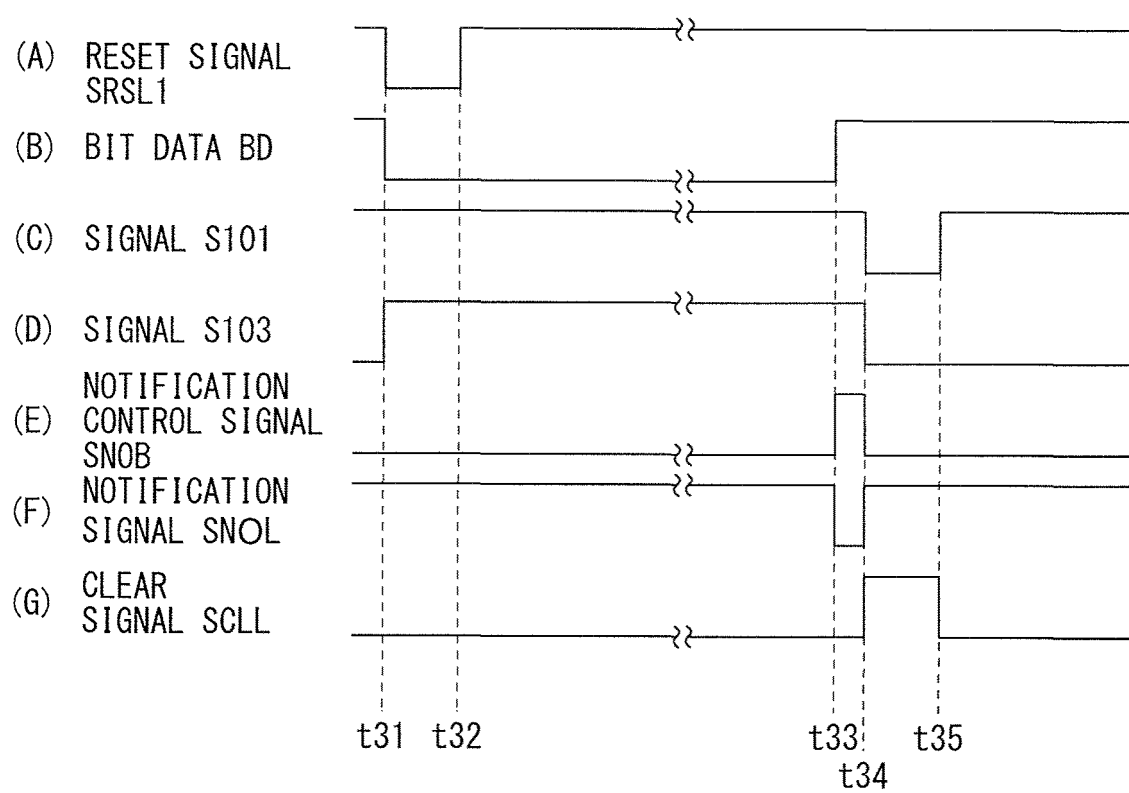 (A) RESET SIGNAL
SRSL1
(B) BIT DATA BD
(C) SIGNAL S101
(D) SIGNAL S103
NOTIFICATION
(E) CONTROL SIGNAL
SNOB
NOTIFICATION
(F) SIGNAL SNOL
CLEAR
(G) SIGNAL SCLL
t31 t32 t33 t35
t34